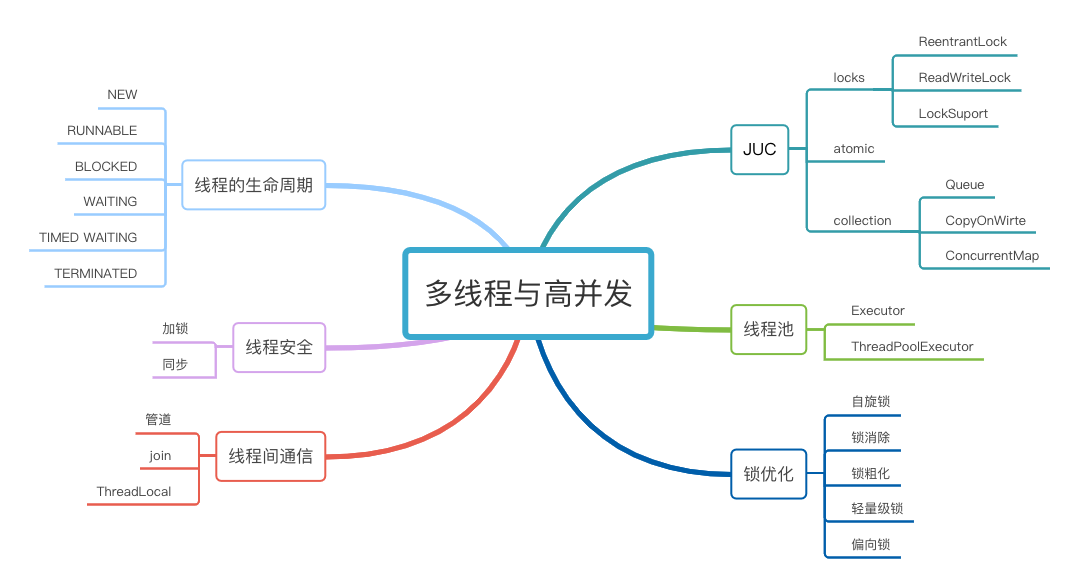 多线程与高并发
线程的生命周期
NEW
RUNNABLE
BLOCKED
WAITING
TIMED WAITING
TERMINATED
线程安全
加锁
同步
线程间通信
管道
join
ThreadLocal
JUC
locks
ReentrantLock
ReadWriteLock
LockSuport
atomic
collection
Queue
CopyOnWirte
ConcurrentMap
线程池
Executor
ThreadPoolExecutor
锁优化
自旋锁
锁消除
锁粗化
轻量级锁
偏向锁